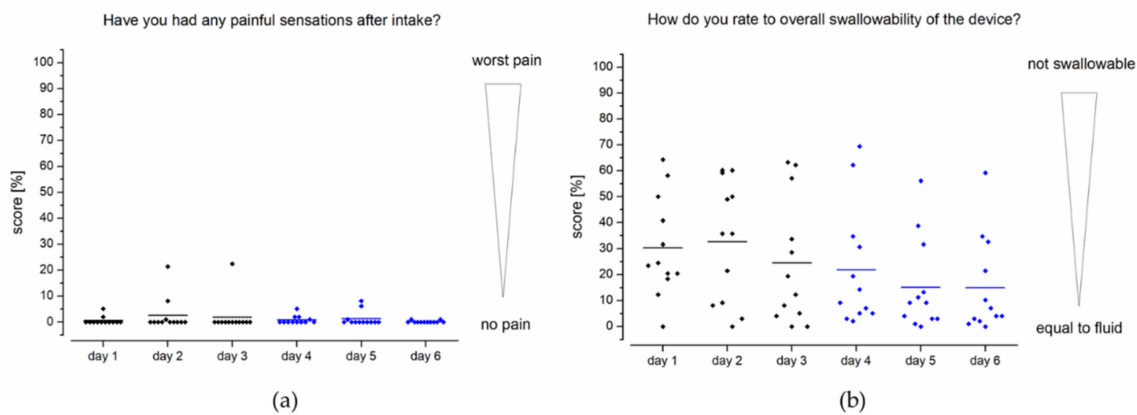 Have you had any painful sensations after intake?
100
90
80
70
60
50
40
30
20
10
0
score [%]
day 1 day 2 day 3 day 4 day 5 day 6
worst pain
no pain
(a)
How do you rate to overall swallowability of the device?
100
90
80
70
60
50
40
30
20
10
0
score [%]
day 1 day 2 day 3 day 4 day 5 day 6
not swallowable
equal to fluid
(b)